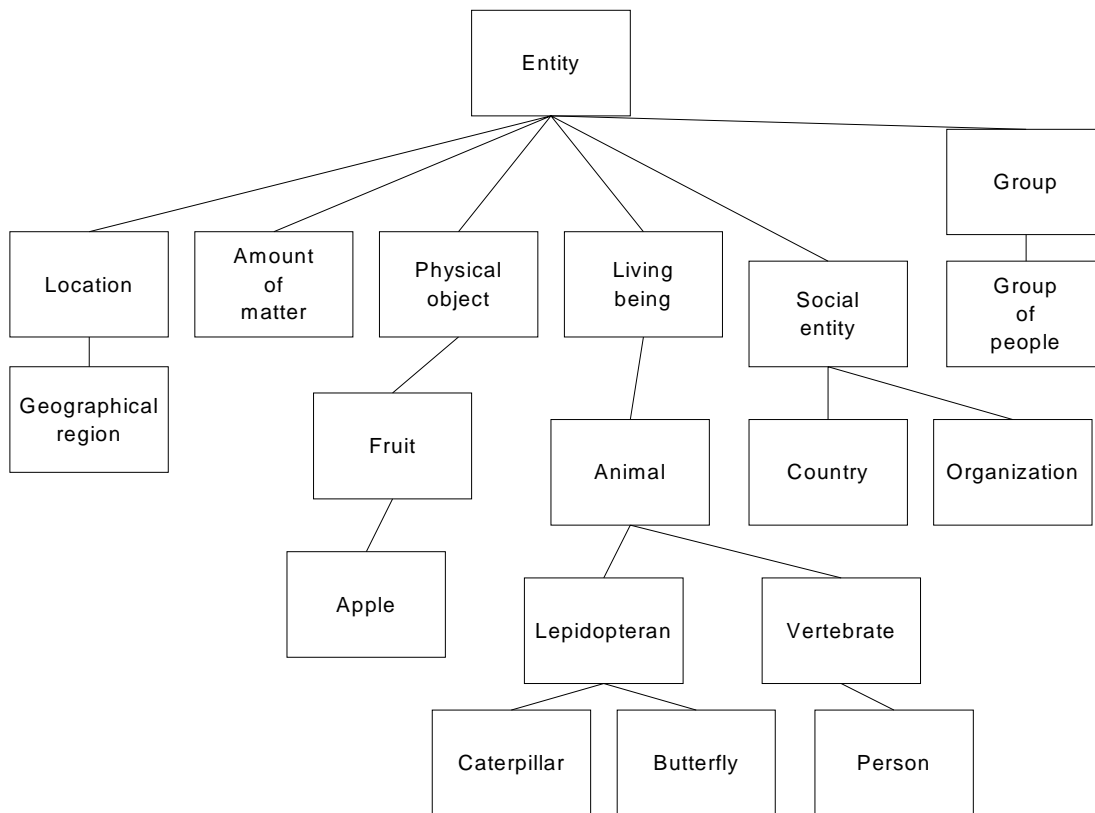 Entity
Group
Location
Amount
of
matter
Physical
object
Living
being
Social
entity
Group
of
people
Geographical
region
Fruit
Animal
Country
Organization
Apple
Lepidopteran
Vertebrate
Caterpillar
Butterfly
Person